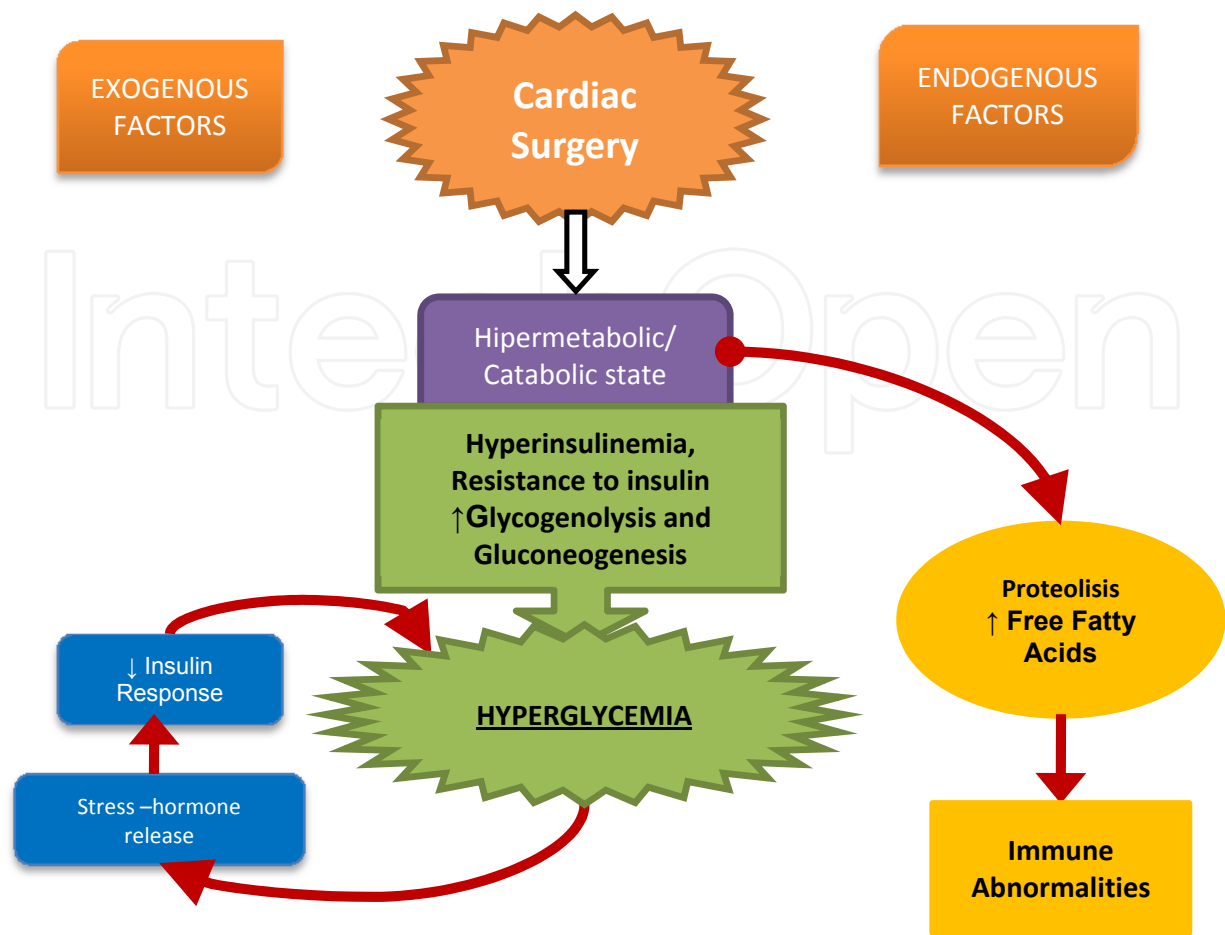 EXOGENOUS
FACTORS
Cardiac
Surgery
ENDOGENOUS
FACTORS
IntechOpen
Hipermetabolic/
Catabolic state
Hyperinsulinemia,
Resistance to insulin
↑Glycogenolysis and
Gluconeogenesis
Proteolisis
↑ Free Fatty
Acids
↓ Insulin
Response
HYPERGLYCEMIA
Stress –hormone
release
Immune
Abnormalities